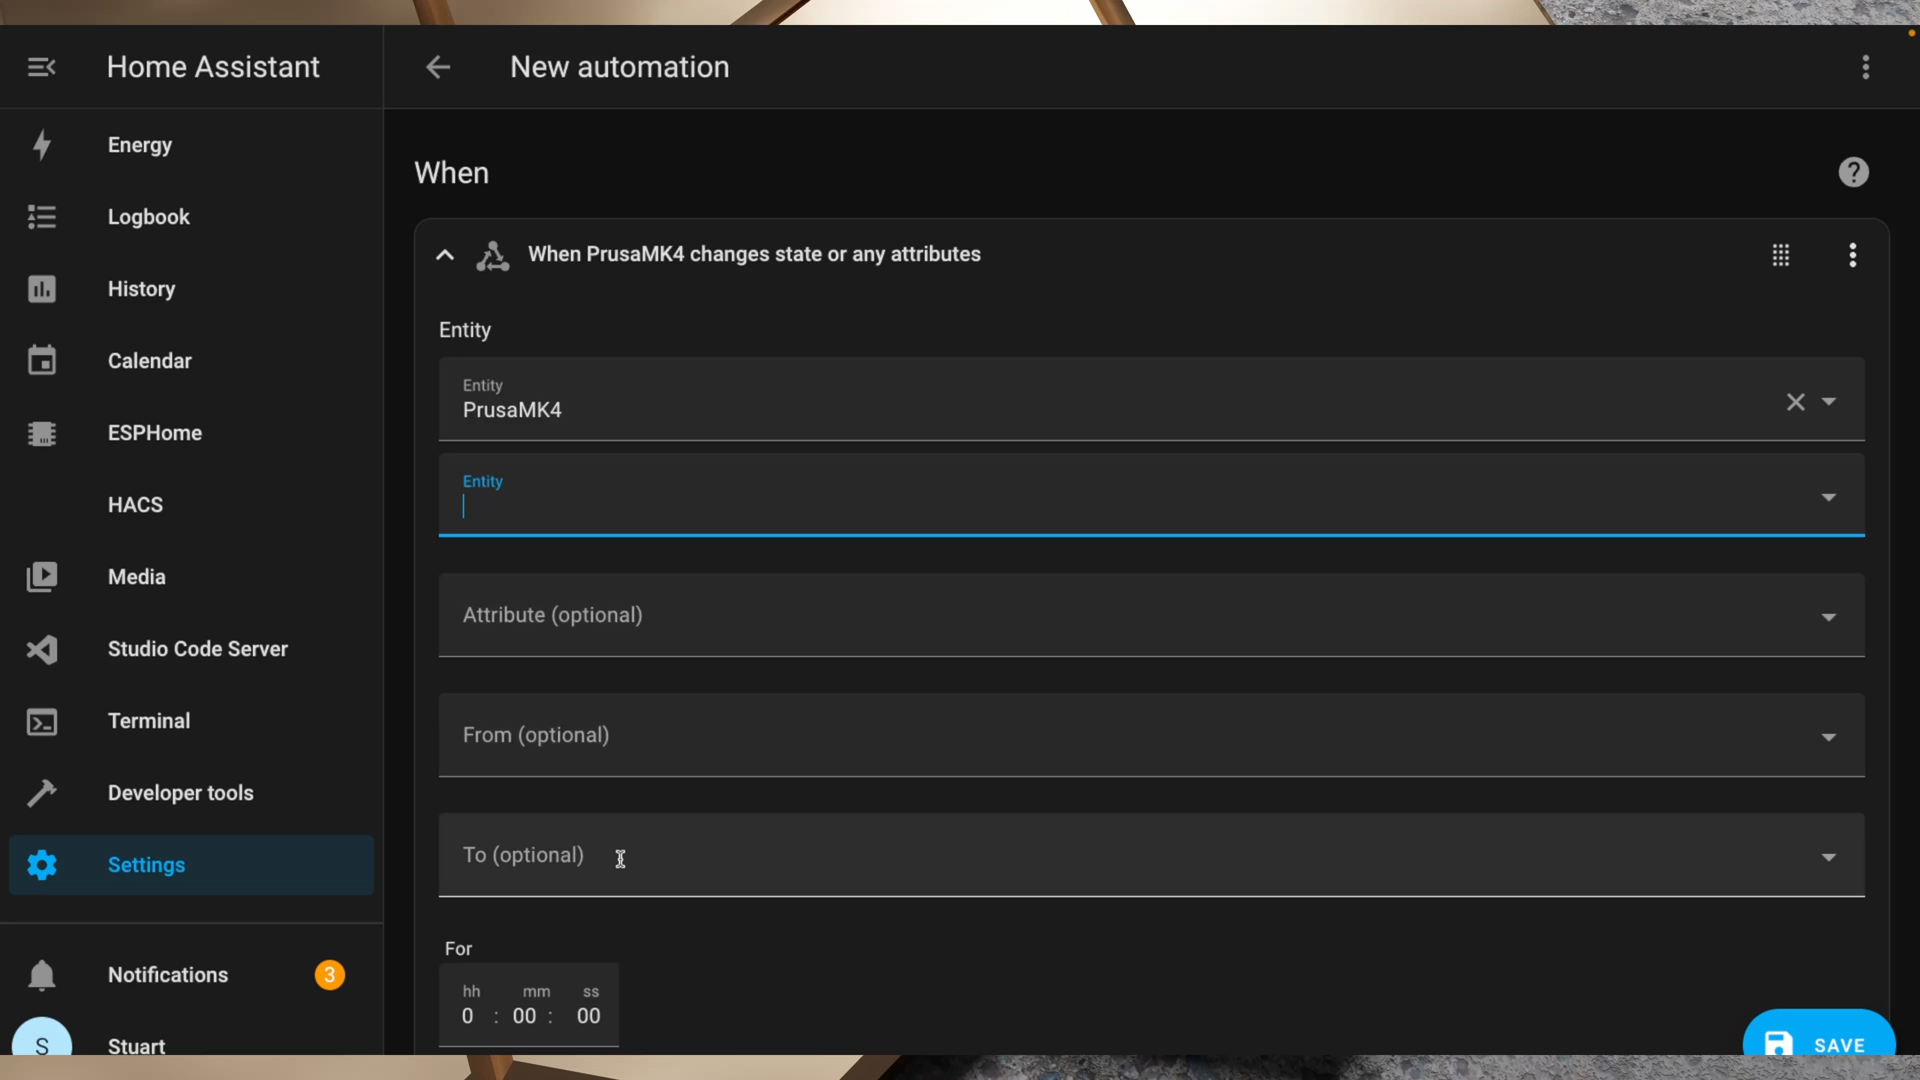 Home Assistant
New automation
Energy
Logbook
History
Calendar
ESPHome
HACS
Media
Studio Code Server
Terminal
Developer tools
Settings
Notifications
3
S
Stuart
When
?
When PrusaMK4 changes state or any attributes
Entity
Entity
PrusaMK4
Entity
Attribute (optional)
From (optional)
To (optional)
For
hh mm ss
0 : 00 : 00
SAVE